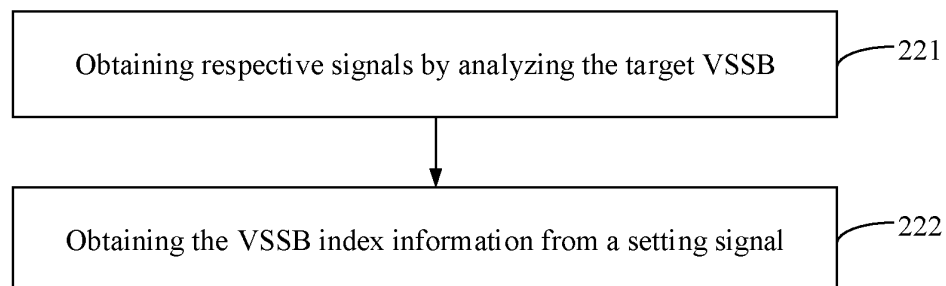 Obtaining respective signals by analyzing the target VSSB
221
Obtaining the VSSB index information from a setting signal
222